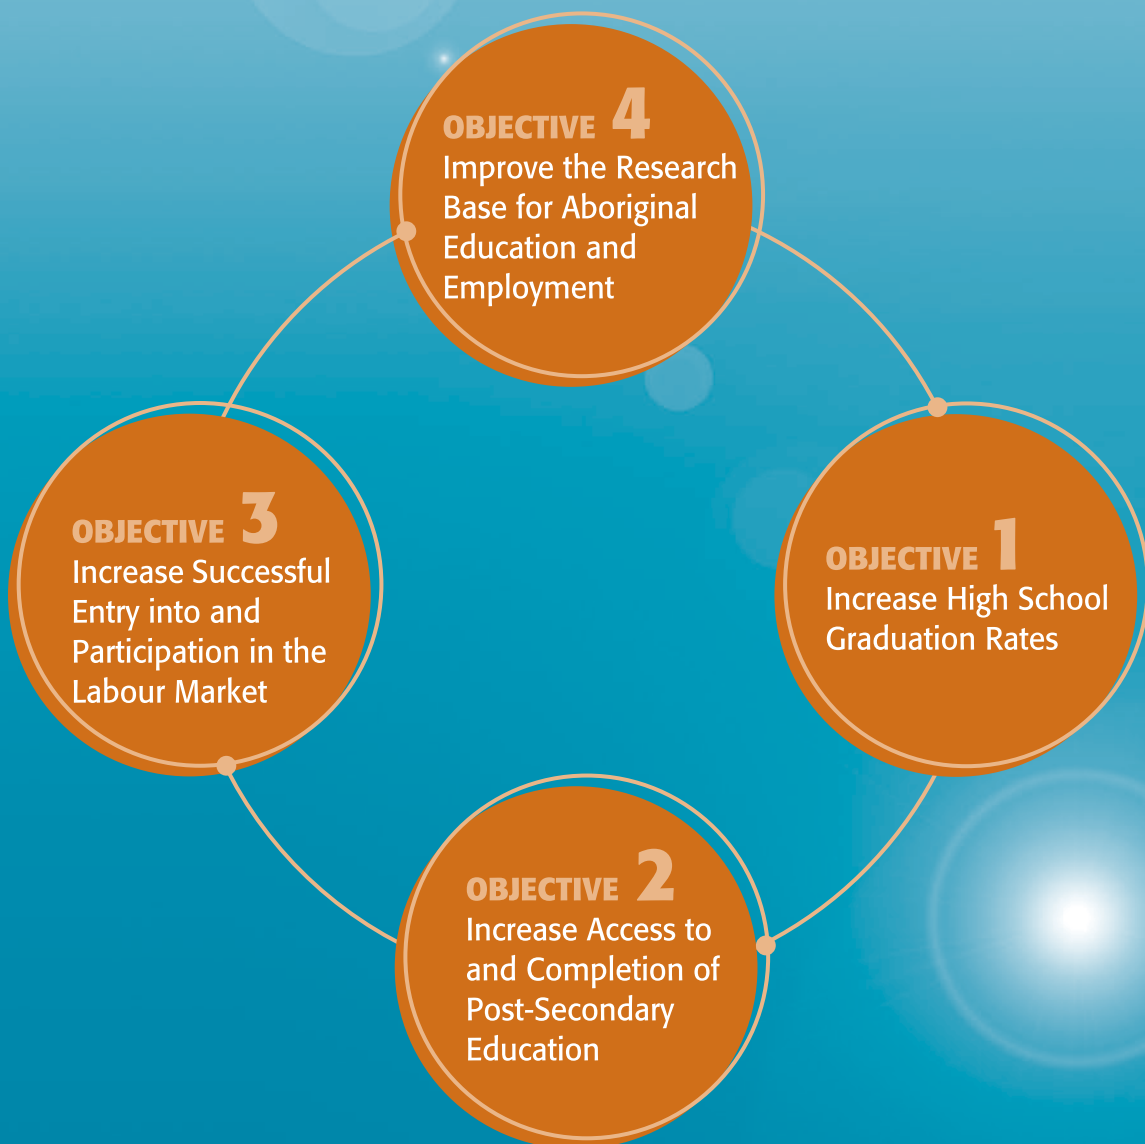 OBJECTIVE 4
Improve the Research
Base for Aboriginal
Education and
Employment
OBJECTIVE 3
Increase Successful
Entry into and
Participation in the
Labour Market
OBJECTIVE 1
Increase High School
Graduation Rates
OBJECTIVE 2
Increase Access to
and Completion of
Post-Secondary
Education